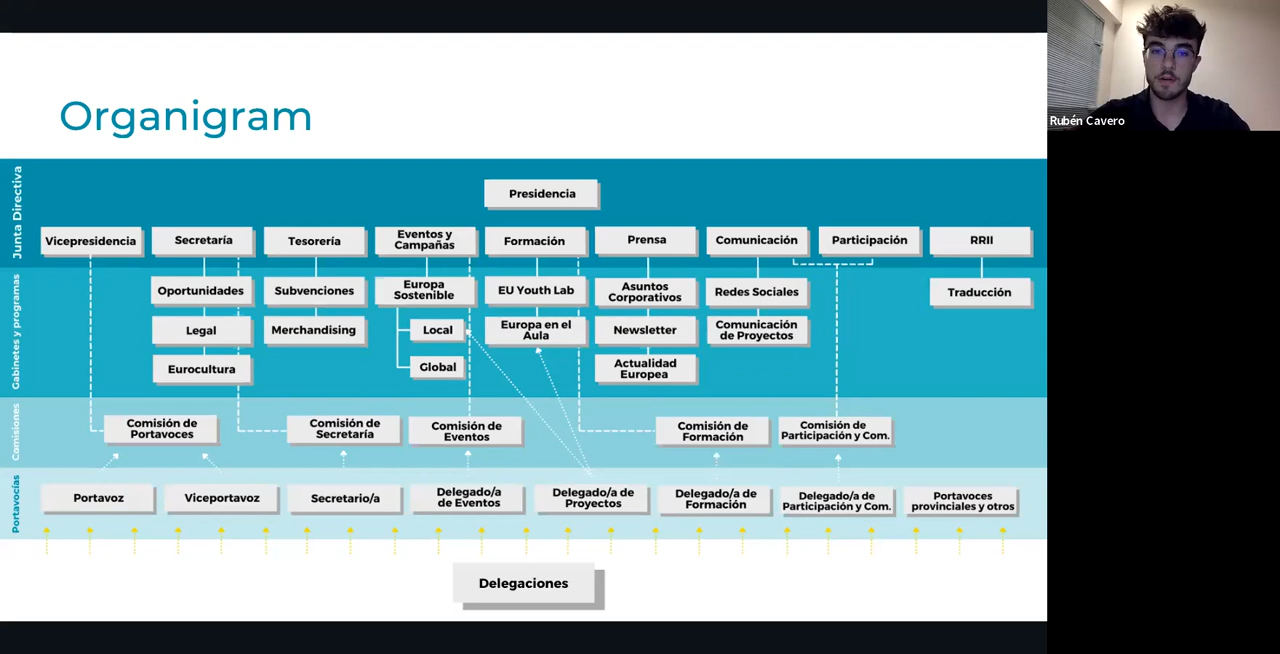 Organigram
Rubén Cavero
Junta Directiva
Presidencia
Vicepresidencia
Secretaría
Tesorería
Eventos y
Campañas
Formación
Prensa
Comunicación
Participación
RRII
Gabinetes y programas
Oportunidades
Subvenciones
Europa
Sostenible
EU Youth Lab
Asuntos
Corporativos
Redes Sociales
Traducción
Legal
Merchandising
Local
Europa en el
Aula
Newsletter
Comunicación
de Proyectos
Eurocultura
Global
Actualidad
Europea
Comisiones
Comisión de
Portavoces
Comisión de
Secretaría
Comisión de
Eventos
Comisión de
Formación
Comisión de
Participación y Com.
Portavocías
Portavoz
Viceportavoz
Secretario/a
Delegado/a
de Eventos
Delegado/a de
Proyectos
Delegado/a de
Formación
Delegado/a de
Participación y Com.
Portavoces
provinciales y otros
Delegaciones